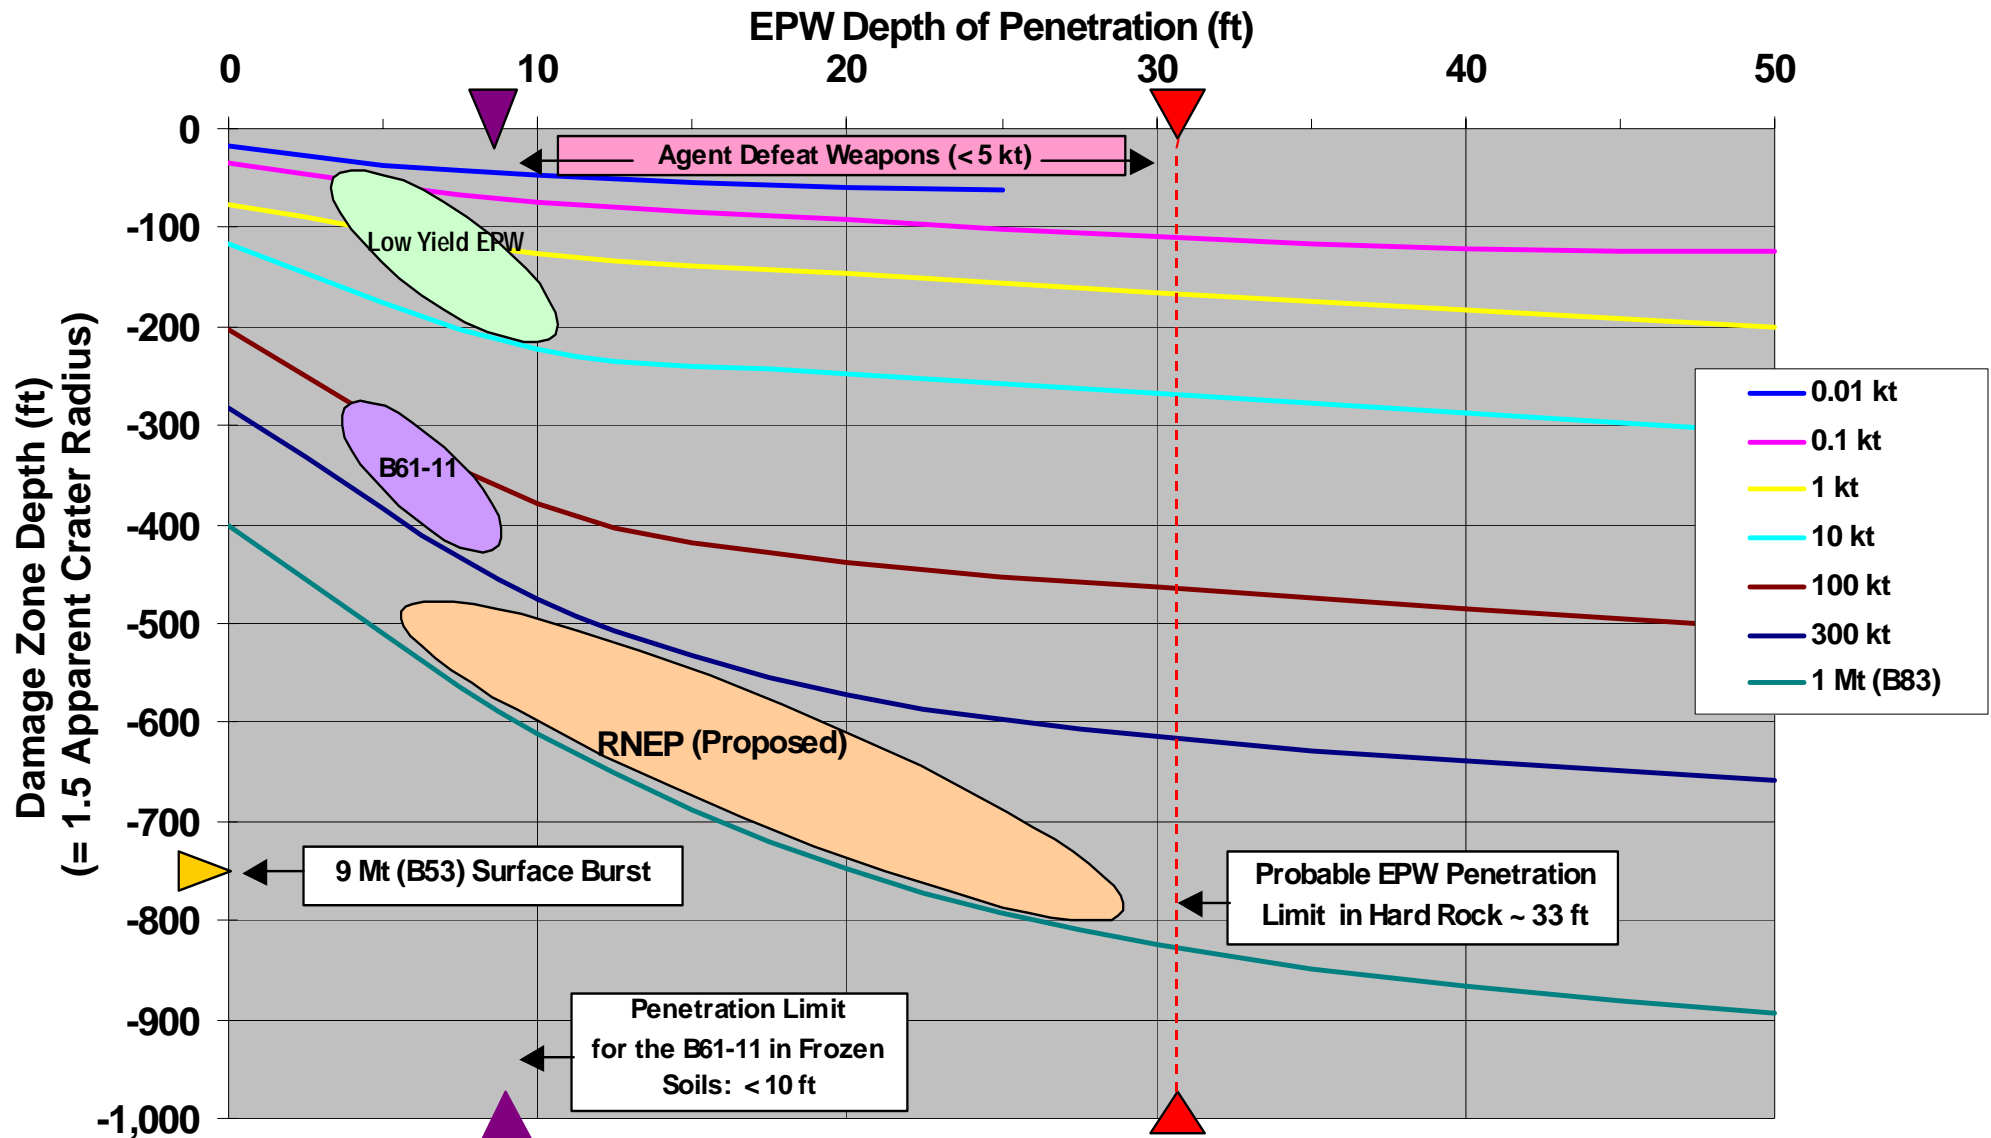 EPW Depth of Penetration (ft)
0 10 20 30 40 50
0
-100
-200
-300
-400
-500
-600
-700
-800
-900
-1,000
Damage Zone Depth (ft)
(= 1.5 Apparent Crater Radius)
Agent Defeat Weapons (< 5 kt)
Low Yield EPW
B61-11
RNEP (Proposed)
9 Mt (B53) Surface Burst
Probable EPW Penetration
Limit in Hard Rock ~ 33 ft
Penetration Limit
for the B61-11 in Frozen
Soils: < 10 ft
0.01 kt
0.1 kt
1 kt
10 kt
100 kt
300 kt
1 Mt (B83)